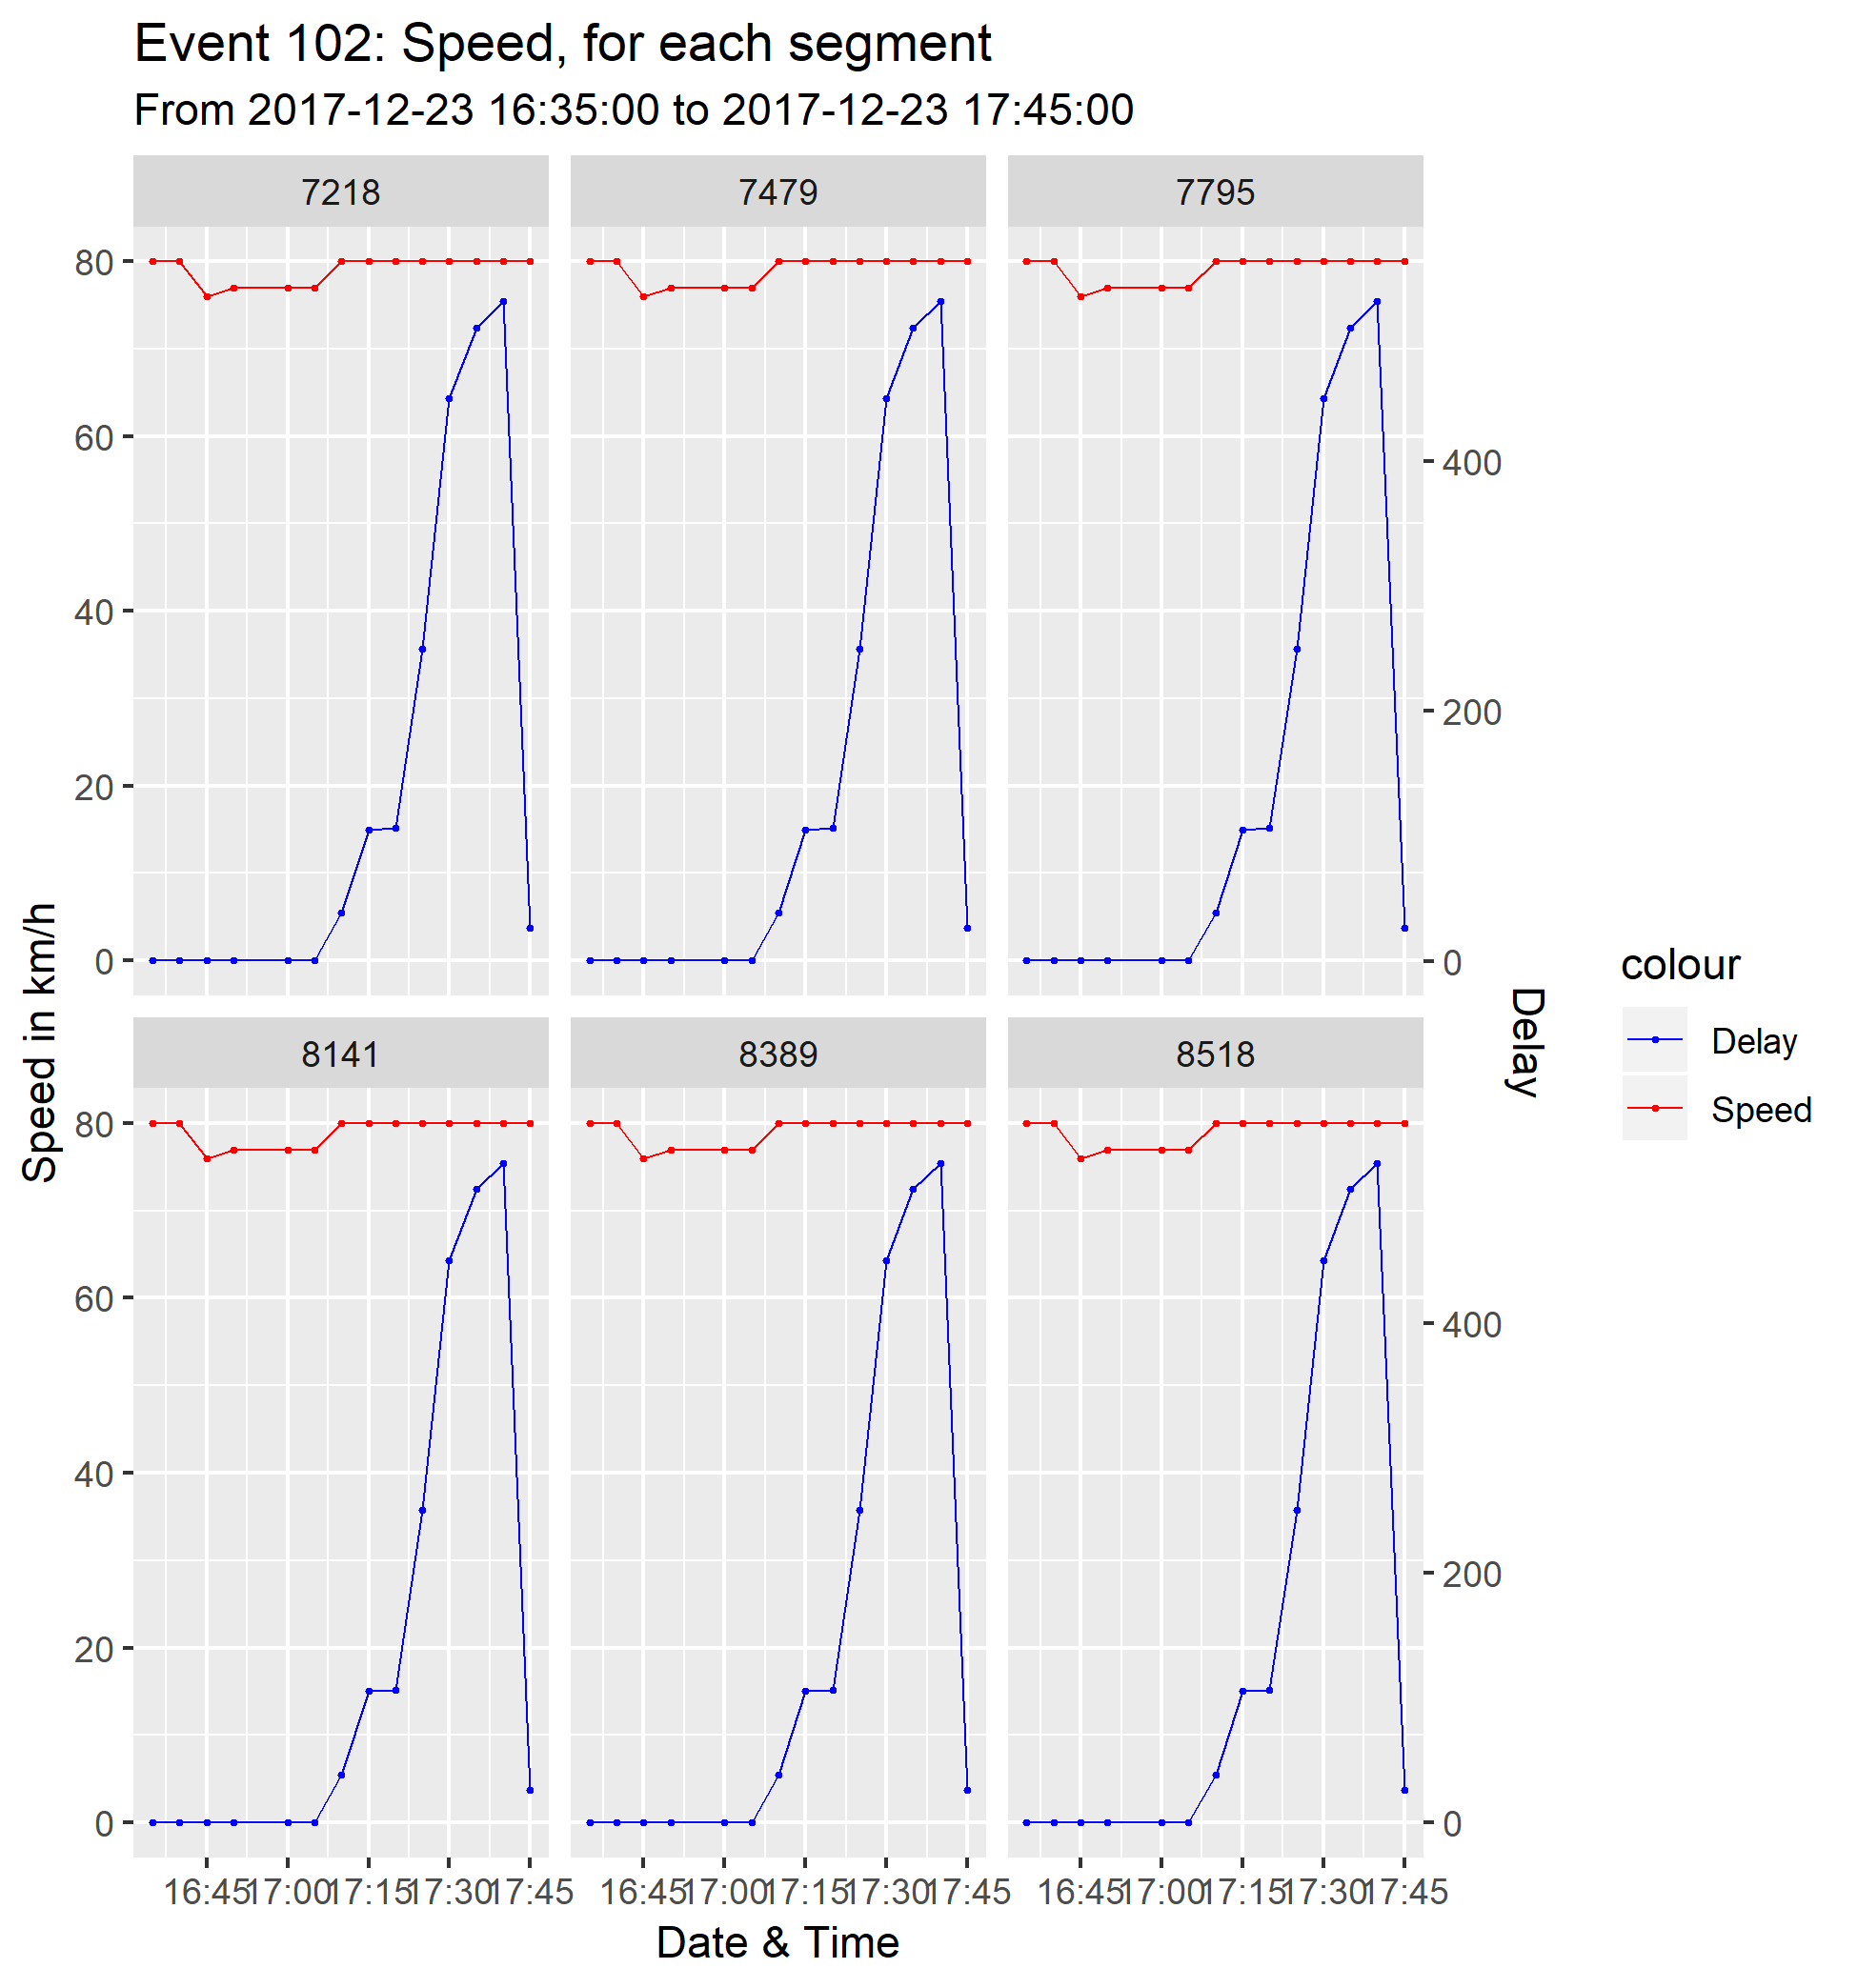 Event 102: Speed, for each segment
From 2017-12-23 16:35:00 to 2017-12-23 17:45:00
7218 7479 7795
80
60
40
20
0
400
200
0
8141 8389 8518
80
60
40
20
0
400
200
0
16:45 17:00 17:15 17:30 17:45 16:45 17:00 17:15 17:30 17:45 16:45 17:00 17:15 17:30 17:45
Date & Time
Speed in km/h
Delay
colour
Delay
Speed